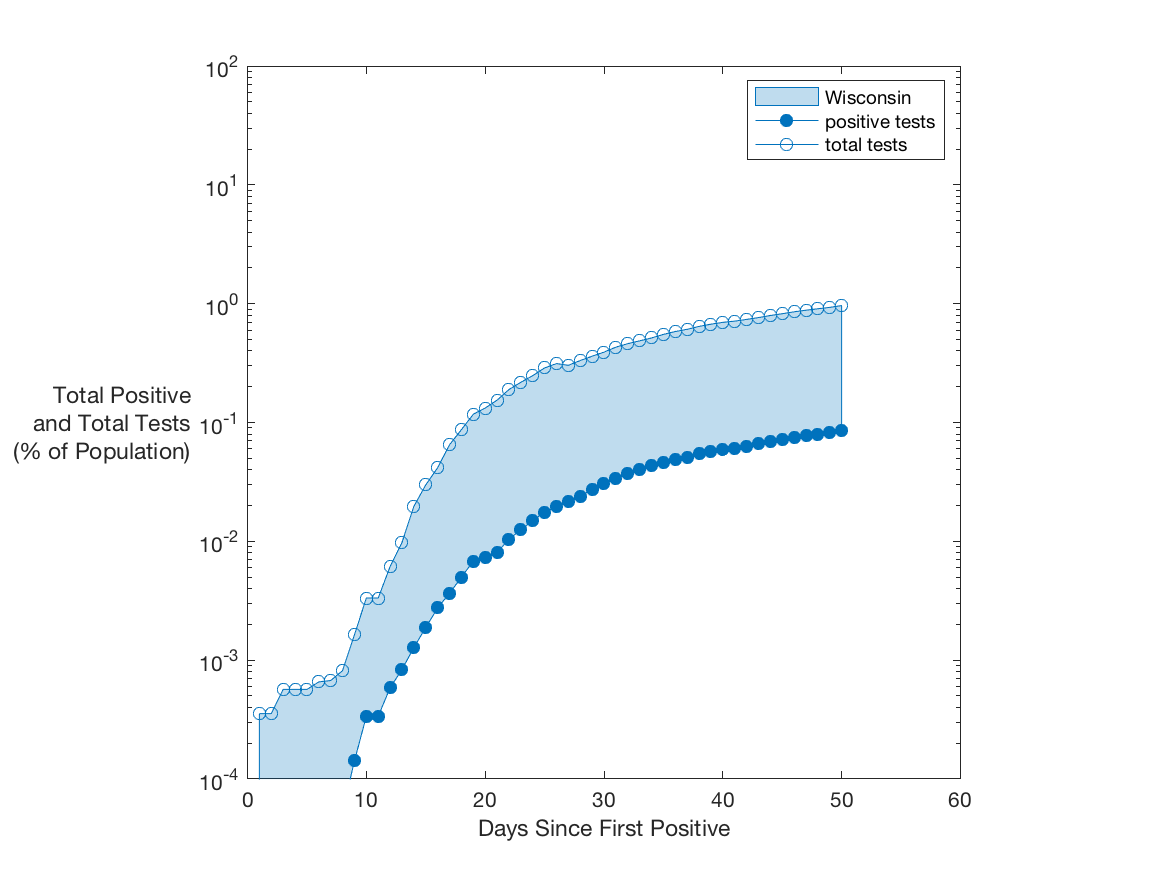 10^2
10^1
10^0
10^-1
10^-2
10^-3
10^-4
Total Positive
and Total Tests
(% of Population)
Wisconsin
positive tests
total tests
0 10 20 30 40 50 60
Days Since First Positive